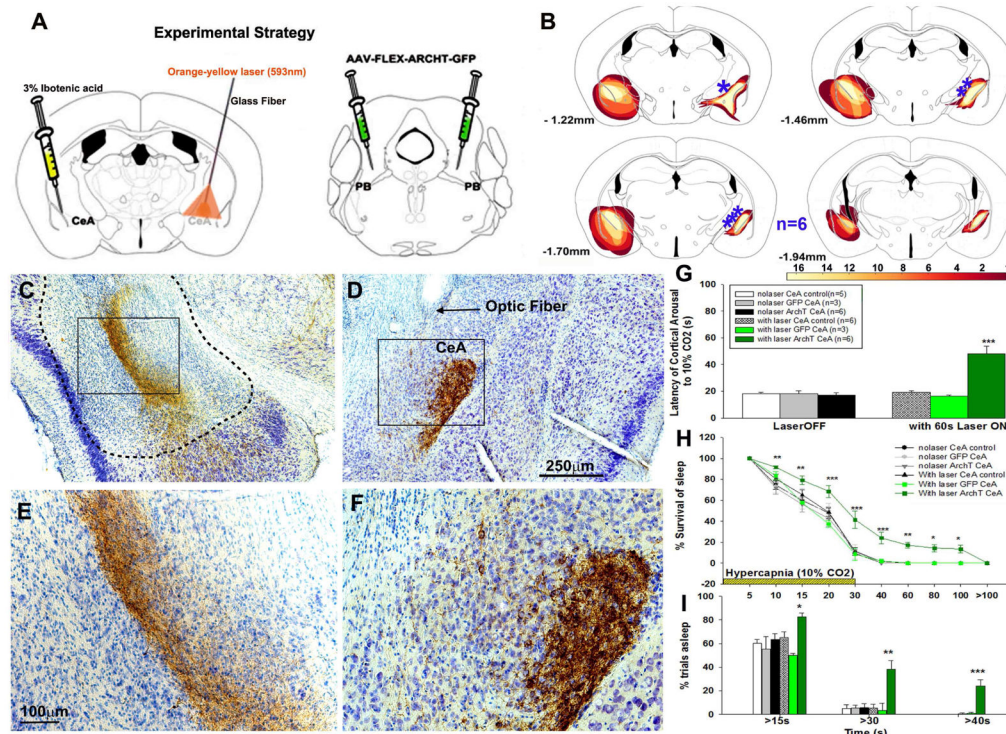 A
Experimental Strategy
Orange-yellow laser (593nm)
3% Ibotenic acid
Glass Fiber
CeA
CeA
AAV-FLEX-ARCHT-GFP
PB
PB
B
- 1.22mm
-1.46mm
-1.70mm
n=6
-1.94mm
16 14 12 10 8 6 4 2
C
D
Optic Fiber
CeA
250µm
E
100µm
F
G
Latency of Cortical Arousal
to 10% CO2 (s)
100
80
60
40
20
0
nolaser CeA control(n=5)
nolaser GFP CeA (n=3)
nolaser ArchT CeA (n=6)
with laser CeA control (n=6)
with laser GFP CeA (n=3)
with laser ArchT CeA (n=6)
***
LaserOFF
with 60s Laser ON
H
% Survival of sleep
120
100
80
60
40
20
0
-20
** ** *** *** *** ** * *
nolaser CeA control
nolaser GFP CeA
nolaser ArchT CeA
With laser CeA control
With laser GFP CeA
With laser ArchT CeA
Hypercapnia (10% CO2)
5 10 15 20 30 40 60 80 100 >100
I
% trials asleep
100
80
60
40
20
0
*
**
***
>15s
>30
>40s
Time (s)